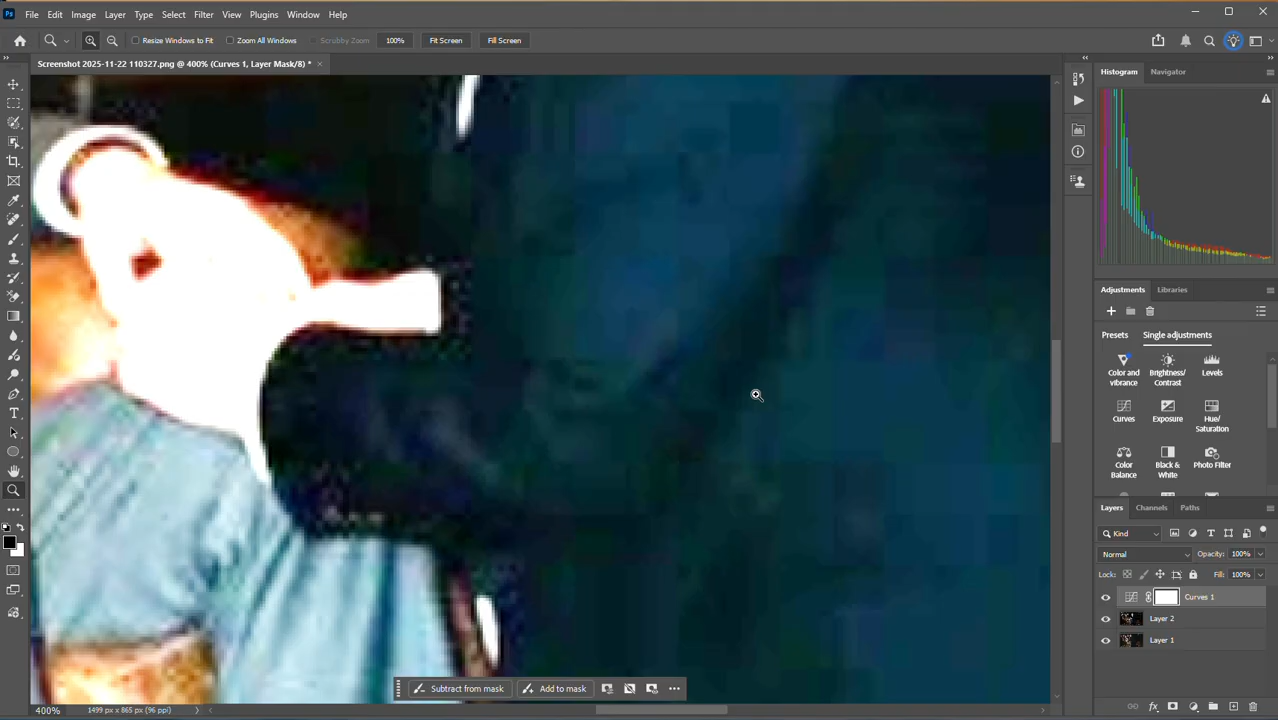 Ps File Edit Image Layer Type Select Filter View Plugins Window Help
Resize Windows to Fit Zoom All Windows Scrubby Zoom 100% Fit Screen Fill Screen
Screenshot 2025-11-22 110327.png @ 400% (Curves 1, Layer Mask/8) *
Histogram Navigator
Adjustments Libraries
Presets Single adjustments
Color and vibrance
Brightness/ Contrast
Levels
Curves
Exposure
Hue/ Saturation
Color Balance
Black & White
Photo Filter
Layers Channels Paths
Kind
Normal Opacity: 100%
Lock: Fill: 100%
Curves 1
Layer 2
Layer 1
Subtract from mask Add to mask
400% 1499 px x 865 px (96 ppi)